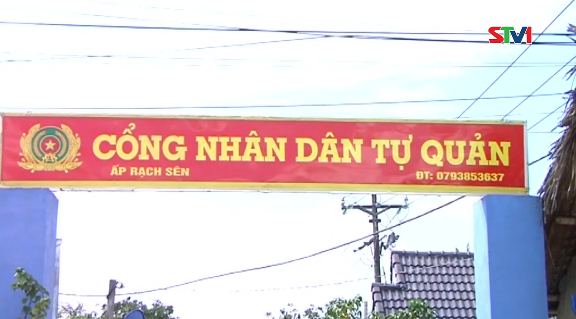 STV1
CỔNG NHÂN DÂN TỰ QUẢN
ẤP RẠCH SÊN ĐT: 0793853637